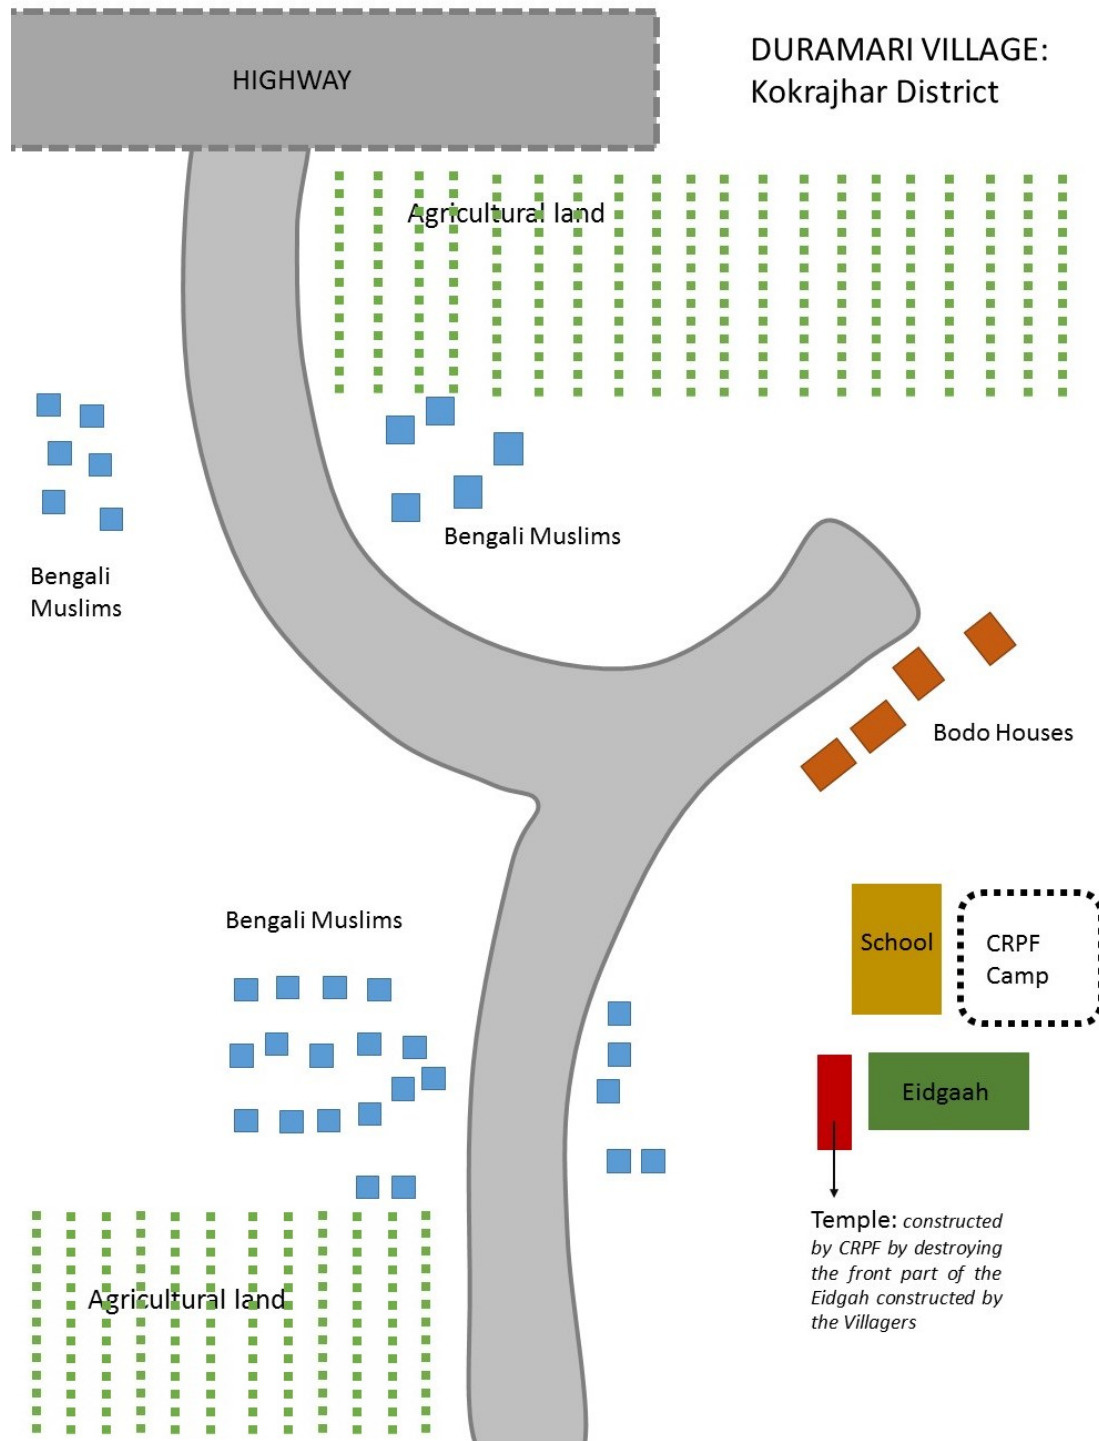 HIGHWAY
DURAMARI VILLAGE:
Kokrajhar District
Agricultural land
Bengali Muslims
Bengali
Muslims
Bodo Houses
Bengali Muslims
School
CRPF
Camp
Eidgaah
Temple: constructed
by CRPF by destroying
the front part of the
Eidgah constructed by
the Villagers
Agricultural land